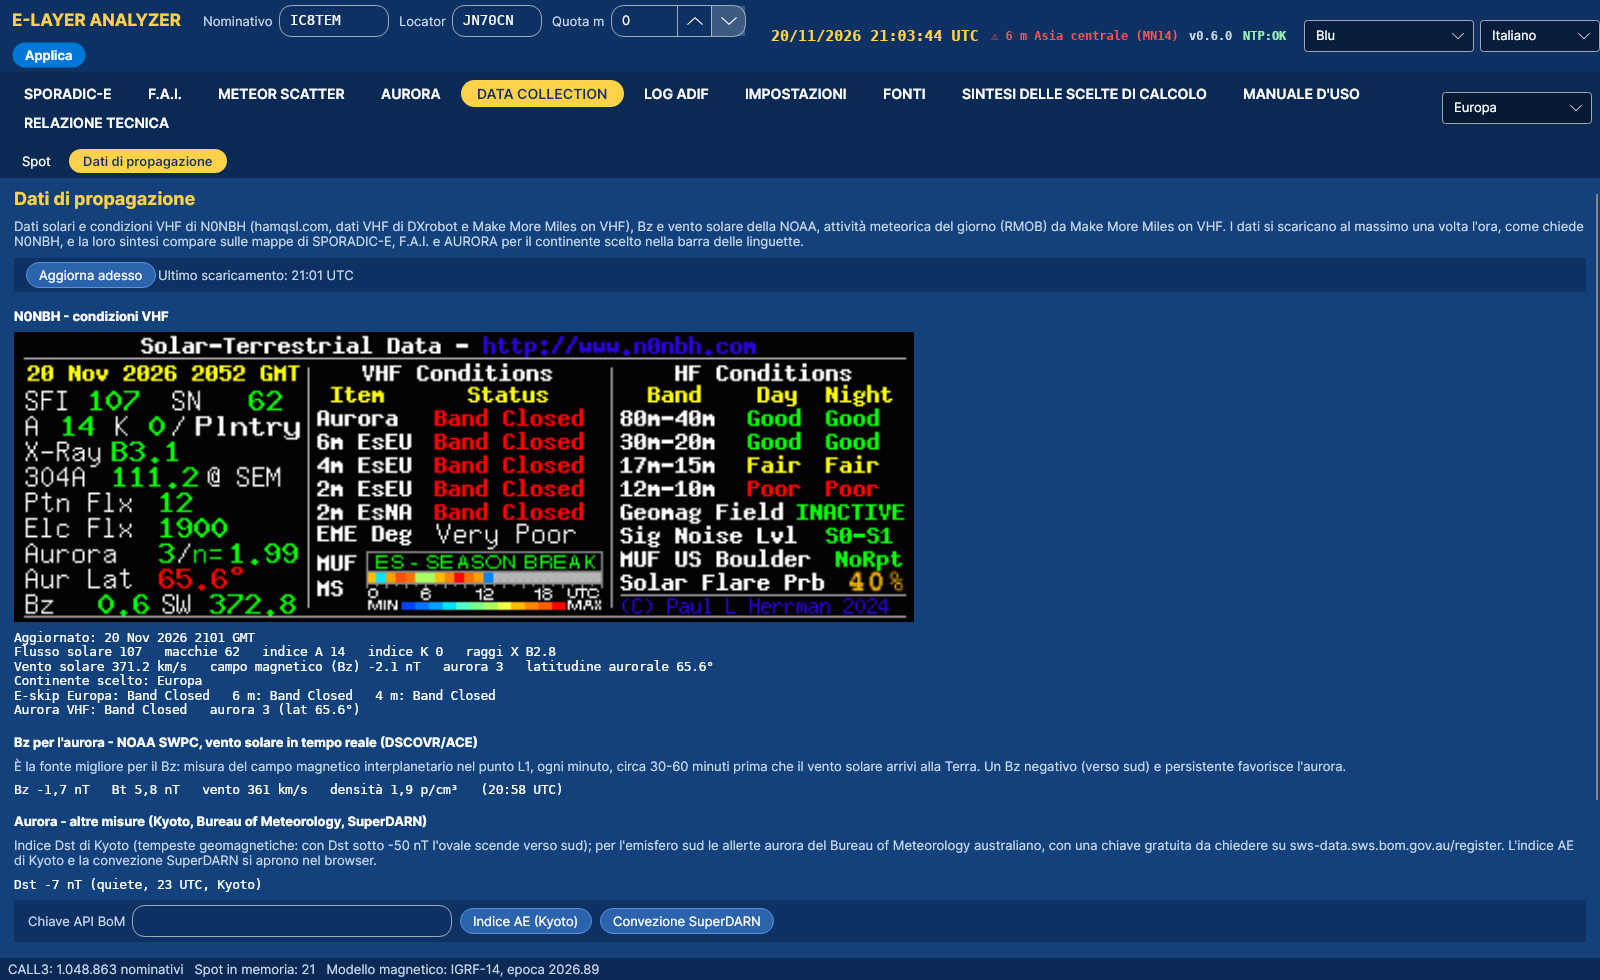 E-LAYER ANALYZER
Nominativo IC8TEM Locator JN70CN Quota m 0
20/11/2026 21:03:44 UTC ⚠ 6 m Asia centrale (MN14) v0.6.0 NTP:OK
Blu
Italiano
Applica
SPORADIC-E F.A.I. METEOR SCATTER AURORA DATA COLLECTION LOG ADIF IMPOSTAZIONI FONTI SINTESI DELLE SCELTE DI CALCOLO MANUALE D'USO
RELAZIONE TECNICA
Europa
Spot Dati di propagazione
Dati di propagazione
Dati solari e condizioni VHF di N0NBH (hamqsl.com, dati VHF di DXrobot e Make More Miles on VHF), Bz e vento solare della NOAA, attività meteorica del giorno (RMOB) da Make More Miles on VHF. I dati si scaricano al massimo una volta l'ora, come chiede
N0NBH, e la loro sintesi compare sulle mappe di SPORADIC-E, F.A.I. e AURORA per il continente scelto nella barra delle linguette.
Aggiorna adesso Ultimo scaricamento: 21:01 UTC
N0NBH - condizioni VHF
Solar-Terrestrial Data - http://www.n0nbh.com
20 Nov 2026 2052 GMT
SFI 107 SN 62
A 14 K 0/Plntry
X-Ray B3.1
304A 111.2 @ SEM
Ptn Flx 12
Elc Flx 1900
Aurora 3/n=1.99
Aur Lat 65.6°
Bz 0.6 SW 372.8
VHF Conditions
Item Status
Aurora Band Closed
6m EsEU Band Closed
4m EsEU Band Closed
2m EsEU Band Closed
2m EsNA Band Closed
EME Deg Very Poor
MUF ES - SEASON BREAK
MS
0 6 12 18 UTC
MIN MAX
HF Conditions
Band Day Night
80m-40m Good Good
30m-20m Good Good
17m-15m Fair Fair
12m-10m Poor Poor
Geomag Field INACTIVE
Sig Noise Lvl S0-S1
MUF US Boulder NoRpt
Solar Flare Prb 40%
(C) Paul L Herrman 2024
Aggiornato: 20 Nov 2026 2101 GMT
Flusso solare 107 macchie 62 indice A 14 indice K 0 raggi X B2.8
Vento solare 371.2 km/s campo magnetico (Bz) -2.1 nT aurora 3 latitudine aurorale 65.6°
Continente scelto: Europa
E-skip Europa: Band Closed 6 m: Band Closed 4 m: Band Closed
Aurora VHF: Band Closed aurora 3 (lat 65.6°)
Bz per l'aurora - NOAA SWPC, vento solare in tempo reale (DSCOVR/ACE)
È la fonte migliore per il Bz: misura del campo magnetico interplanetario nel punto L1, ogni minuto, circa 30-60 minuti prima che il vento solare arrivi alla Terra. Un Bz negativo (verso sud) e persistente favorisce l'aurora.
Bz -1,7 nT Bt 5,8 nT vento 361 km/s densità 1,9 p/cm³ (20:58 UTC)
Aurora - altre misure (Kyoto, Bureau of Meteorology, SuperDARN)
Indice Dst di Kyoto (tempeste geomagnetiche: con Dst sotto -50 nT l'ovale scende verso sud); per l'emisfero sud le allerte aurora del Bureau of Meteorology australiano, con una chiave gratuita da chiedere su sws-data.sws.bom.gov.au/register. L'indice AE
di Kyoto e la convezione SuperDARN si aprono nel browser.
Dst -7 nT (quiete, 23 UTC, Kyoto)
Chiave API BoM Indice AE (Kyoto) Convezione SuperDARN
CALL3: 1.048.863 nominativi Spot in memoria: 21 Modello magnetico: IGRF-14, epoca 2026.89